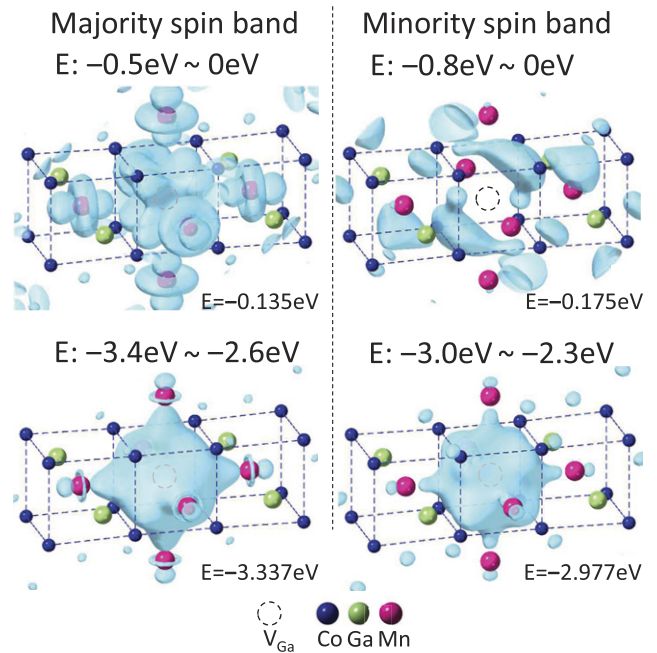 Majority spin band
Minority spin band
E: −0.5eV ~ 0eV
E: −0.8eV ~ 0eV
E=−0.135eV
E=−0.175eV
E: −3.4eV ~ −2.6eV
E: −3.0eV ~ −2.3eV
E=−3.337eV
E=−2.977eV
V_Ga
Co Ga Mn